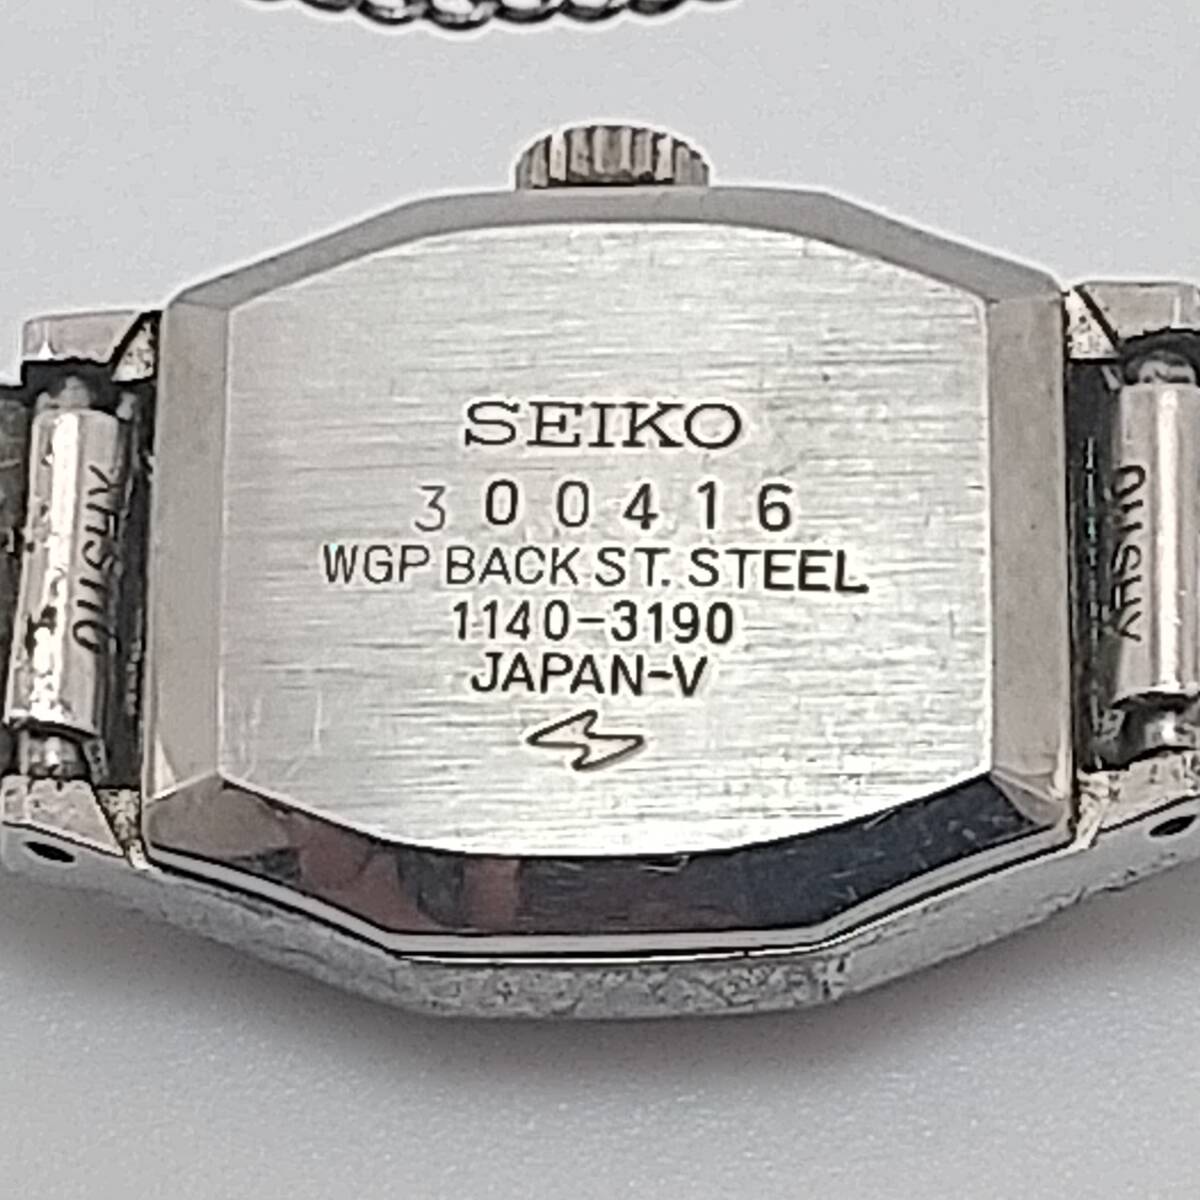 SEIKO
300416
WGP BACK ST. STEEL
1140-3190
JAPAN-V